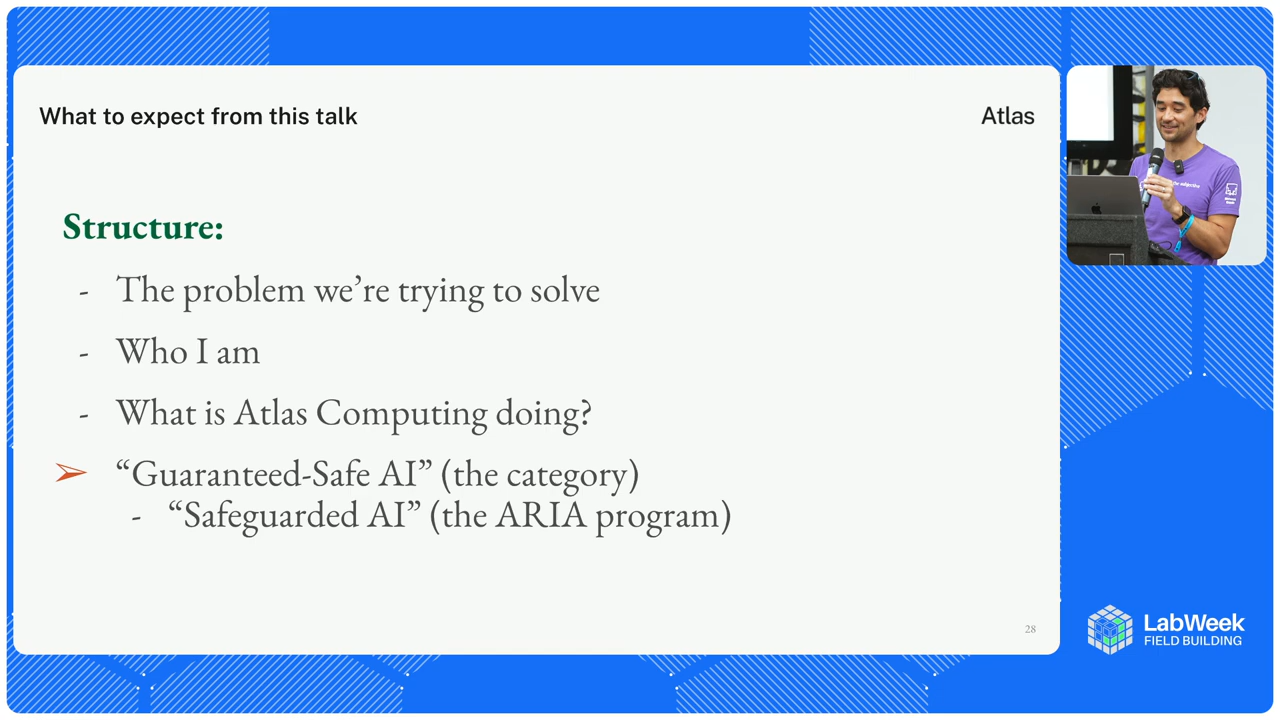 What to expect from this talk
Atlas
Structure:
- The problem we’re trying to solve
- Who I am
- What is Atlas Computing doing?
➢ “Guaranteed-Safe AI” (the category)
- “Safeguarded AI” (the ARIA program)
28
LabWeek
FIELD BUILDING